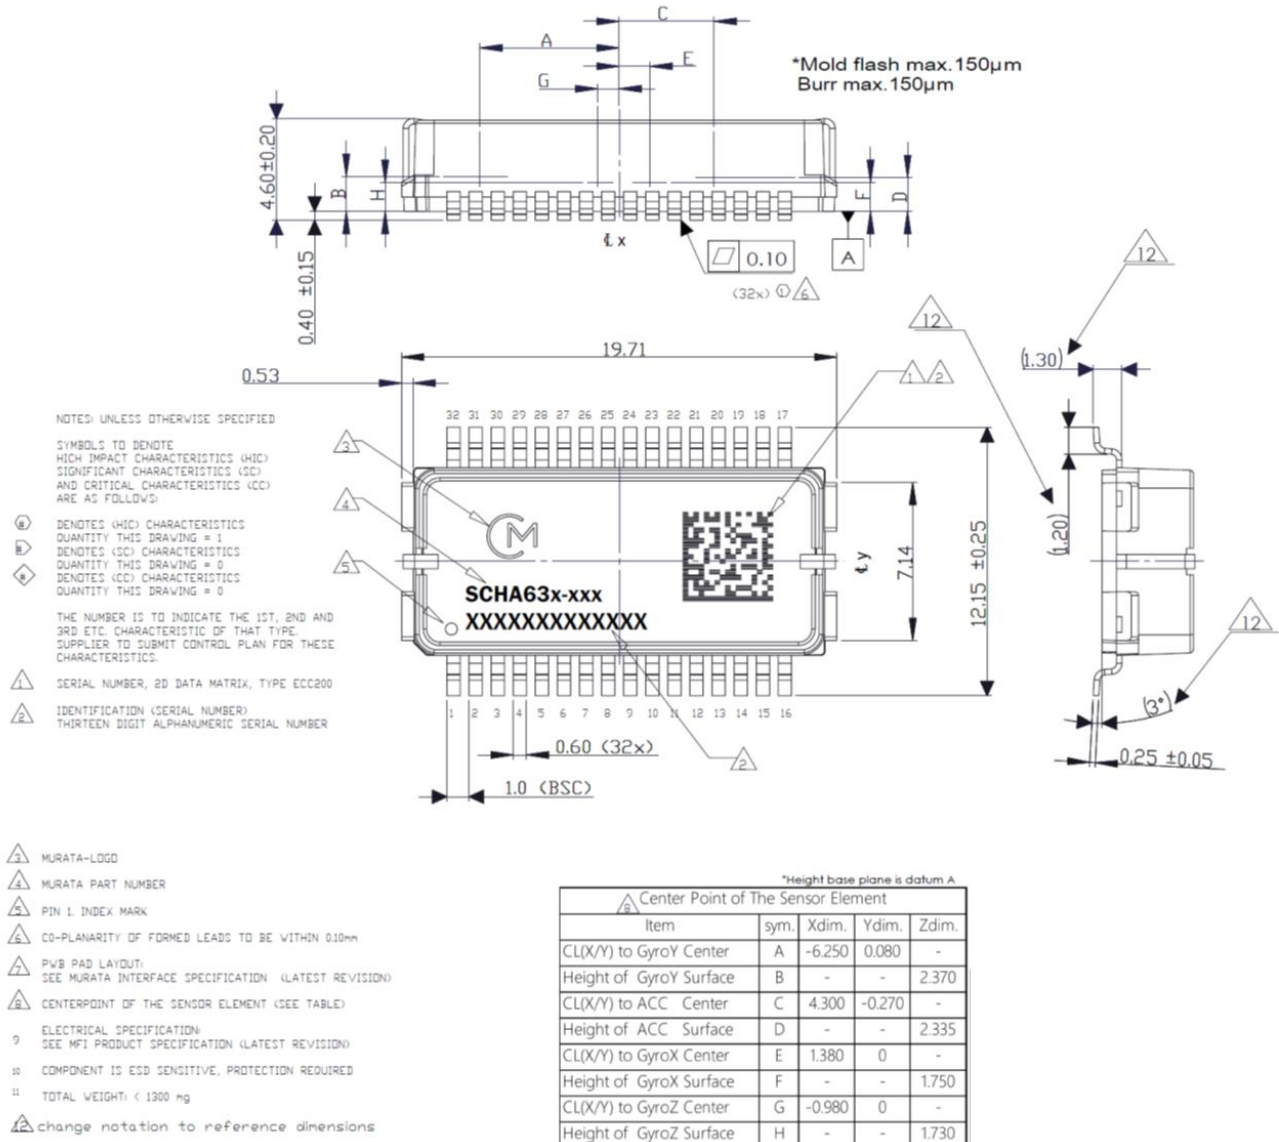 C
A
E
G
*Mold flash max.150µm
Burr max.150µm
4.60±0.20
B
H
F
D
℄ x
0.10
A
(32x) 1 6
0.40 ±0.15
12
12
(1.30)
19.71
0.53
1 2
32 31 30 29 28 27 26 25 24 23 22 21 20 19 18 17
NOTES: UNLESS OTHERWISE SPECIFIED
SYMBOLS TO DENOTE
HICH IMPACT CHARACTERISTICS (HIC)
SIGNIFICANT CHARACTERISTICS (SC)
AND CRITICAL CHARACTERISTICS (CC)
ARE AS FOLLOWS:
# DENOTES (HIC) CHARACTERISTICS
QUANTITY THIS DRAWING = 1
# DENOTES (SC) CHARACTERISTICS
QUANTITY THIS DRAWING = 0
# DENOTES (CC) CHARACTERISTICS
QUANTITY THIS DRAWING = 0
THE NUMBER IS TO INDICATE THE 1ST, 2ND AND
3RD ETC. CHARACTERISTIC OF THAT TYPE.
SUPPLIER TO SUBMIT CONTROL PLAN FOR THESE
CHARACTERISTICS.
1 SERIAL NUMBER, 2D DATA MATRIX, TYPE ECC200
2 IDENTIFICATION (SERIAL NUMBER)
THIRTEEN DIGIT ALPHANUMERIC SERIAL NUMBER
3
4
5
CM
SCHA63x-xxx
XXXXXXXXXXXXX
℄ y
7.14
12.15 ±0.25
(1.20)
12
(3°)
0.25 ±0.05
1 2 3 4 5 6 7 8 9 10 11 12 13 14 15 16
0.60 (32x)
2
1.0 (BSC)
3 MURATA-LOGO
4 MURATA PART NUMBER
5 PIN 1. INDEX MARK
6 CO-PLANARITY OF FORMED LEADS TO BE WITHIN 0.10mm
7 PWB PAD LAYOUT:
SEE MURATA INTERFACE SPECIFICATION (LATEST REVISION)
8 CENTERPOINT OF THE SENSOR ELEMENT (SEE TABLE)
9 ELECTRICAL SPECIFICATION:
SEE MFI PRODUCT SPECIFICATION (LATEST REVISION)
10 COMPONENT IS ESD SENSITIVE, PROTECTION REQUIRED
11 TOTAL WEIGHT: < 1300 mg
12 change notation to reference dimensions
*Height base plane is datum A
8 Center Point of The Sensor Element
Item sym. Xdim. Ydim. Zdim.
CL(X/Y) to GyroY Center A -6.250 0.080 -
Height of GyroY Surface B - - 2.370
CL(X/Y) to ACC Center C 4.300 -0.270 -
Height of ACC Surface D - - 2.335
CL(X/Y) to GyroX Center E 1.380 0 -
Height of GyroX Surface F - - 1.750
CL(X/Y) to GyroZ Center G -0.980 0 -
Height of GyroZ Surface H - - 1.730